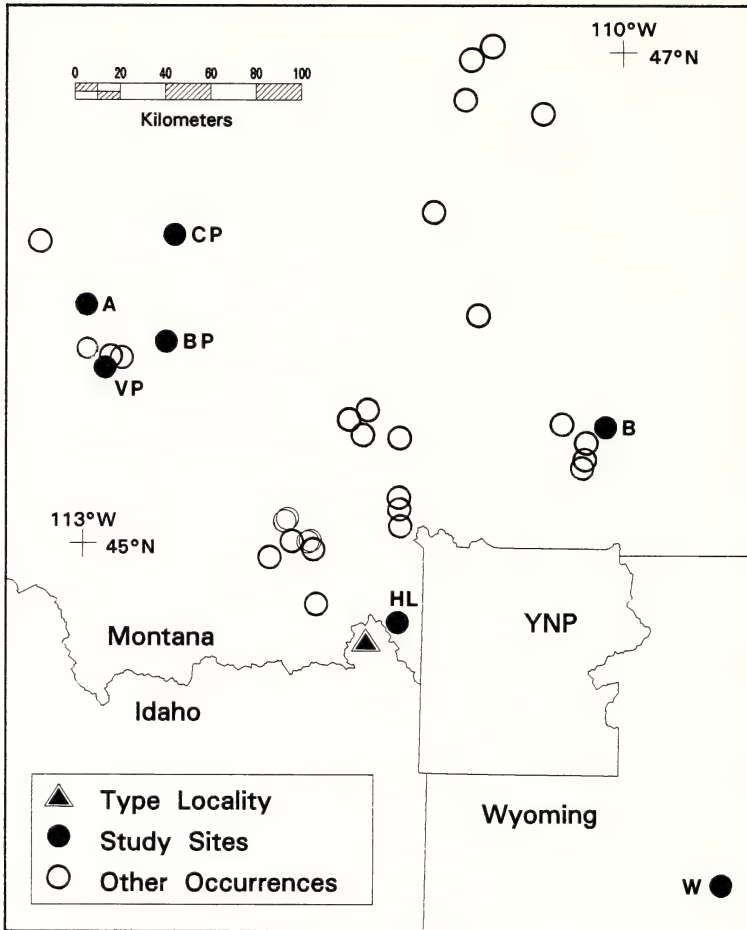 110°W
47°N
0 20 40 60 80 100
Kilometers
CP
A
BP
VP
B
113°W
45°N
HL
YNP
Montana
Idaho
Wyoming
Type Locality
Study Sites
Other Occurrences
W